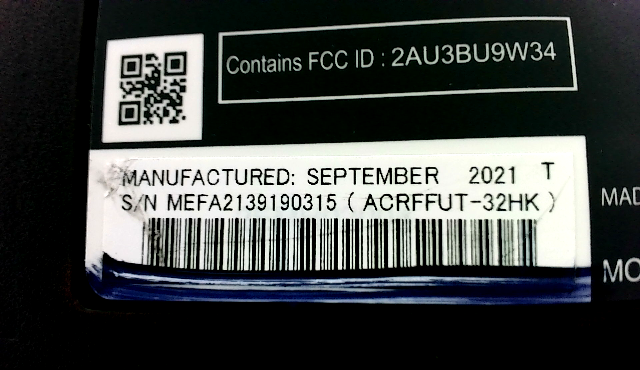 Contains FCC ID : 2AU3BU9W34
MANUFACTURED: SEPTEMBER 2021 T
S/N MEFA2139190315 ( ACRFFUT-32HK )